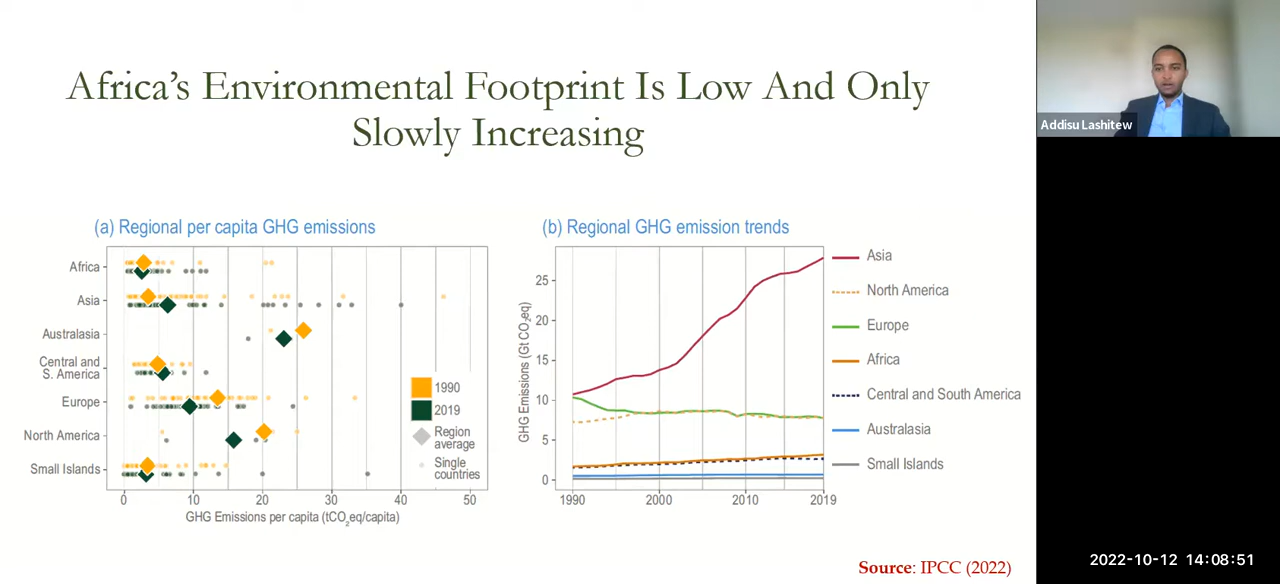 Africa's Environmental Footprint Is Low And Only
Slowly Increasing
Addisu Lashitew
(a) Regional per capita GHG emissions
Africa
Asia
Australasia
Central and
S. America
Europe
North America
Small Islands
1990
2019
Region
average
Single
countries
0 10 20 30 40 50
GHG Emissions per capita (tCO₂eq/capita)
(b) Regional GHG emission trends
GHG Emissions (Gt CO₂eq)
25
20
15
10
5
0
1990 2000 2010 2019
Asia
North America
Europe
Africa
Central and South America
Australasia
Small Islands
Source: IPCC (2022)
2022-10-12 14:08:51